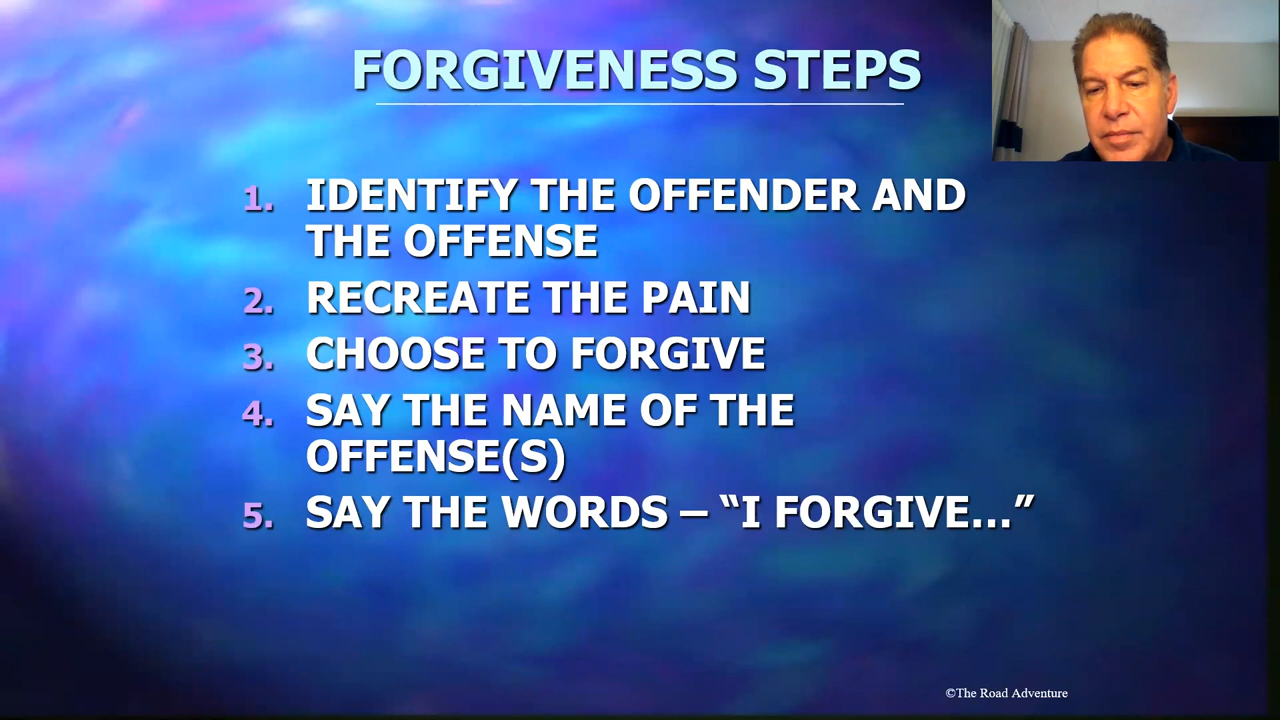 FORGIVENESS STEPS
1. IDENTIFY THE OFFENDER AND
THE OFFENSE
2. RECREATE THE PAIN
3. CHOOSE TO FORGIVE
4. SAY THE NAME OF THE
OFFENSE(S)
5. SAY THE WORDS – “I FORGIVE…”
©The Road Adventure